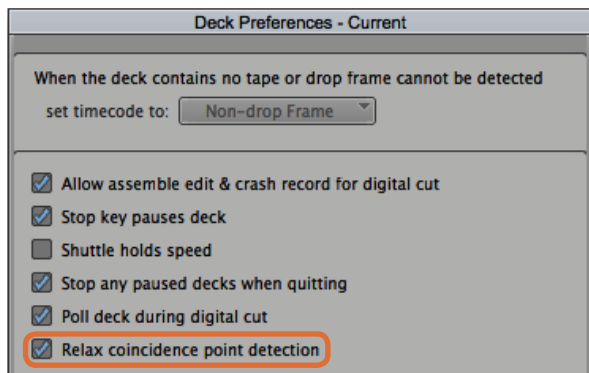 Deck Preferences - Current
When the deck contains no tape or drop frame cannot be detected
set timecode to: Non-drop Frame
Allow assemble edit & crash record for digital cut
Stop key pauses deck
Shuttle holds speed
Stop any paused decks when quitting
Poll deck during digital cut
Relax coincidence point detection